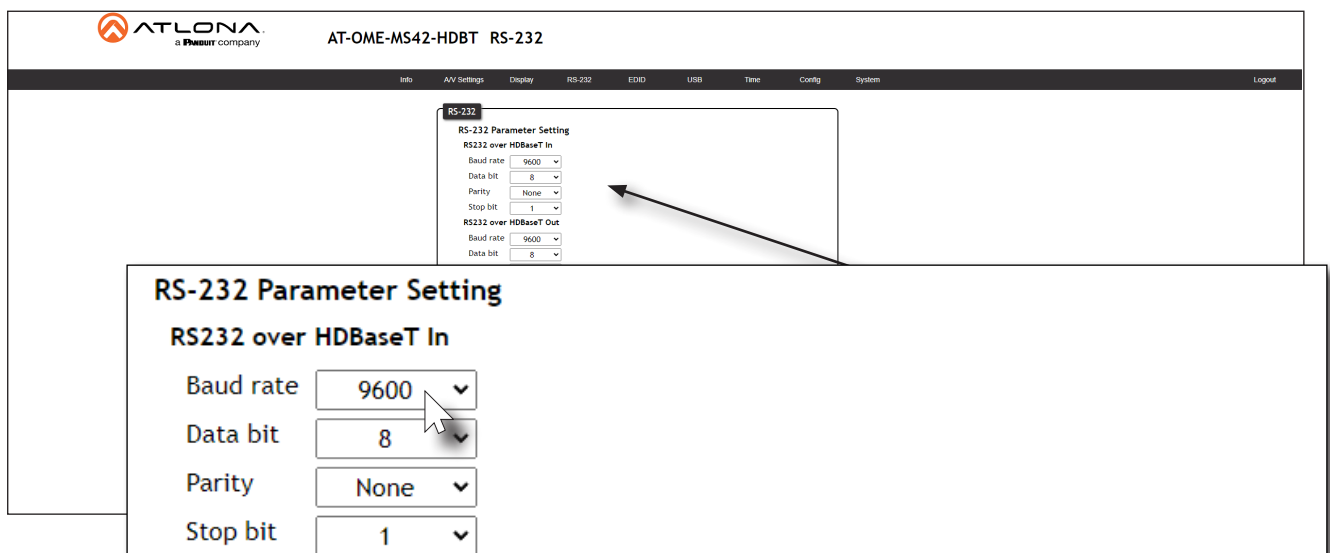 ATLONA.
a PANDUIT company
AT-OME-MS42-HDBT RS-232
Info A/V Settings Display RS-232 EDID USB Time Config System Logout
RS-232
RS-232 Parameter Setting
RS232 over HDBaseT In
Baud rate 9600
Data bit 8
Parity None
Stop bit 1
RS232 over HDBaseT Out
Baud rate 9600
Data bit 8
RS-232 Parameter Setting
RS232 over HDBaseT In
Baud rate 9600
Data bit 8
Parity None
Stop bit 1